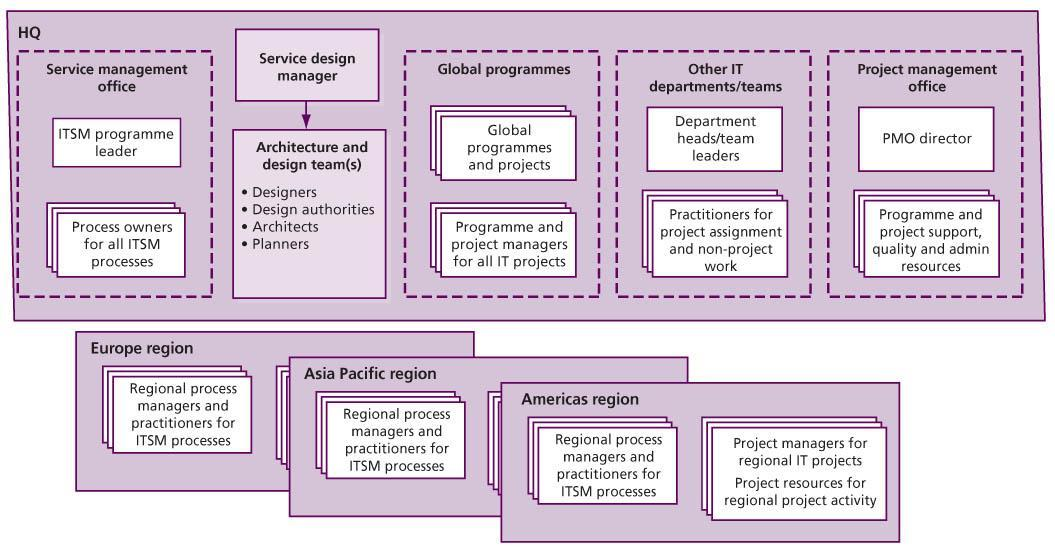 HQ
Service management
office
ITSM programme
leader
Process owners
for all ITSM
processes
Service design
manager
Architecture and
design team(s)
• Designers
• Design authorities
• Architects
• Planners
Global programmes
Global
programmes
and projects
Programme and
project managers
for all IT projects
Other IT
departments/teams
Department
heads/team
leaders
Practitioners for
project assignment
and non-project
work
Project management
office
PMO director
Programme and
project support,
quality and admin
resources
Europe region
Regional process
managers and
practitioners for
ITSM processes
Asia Pacific region
Regional process
managers and
practitioners for
ITSM processes
Americas region
Regional process
managers and
practitioners for
ITSM processes
Project managers for
regional IT projects
Project resources for
regional project activity